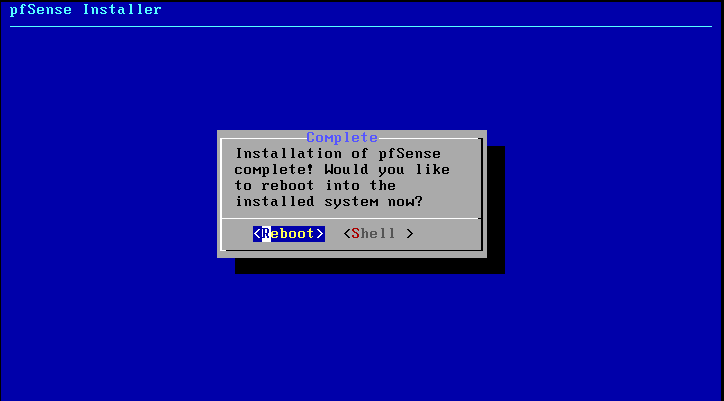 pfSense Installer
Complete
Installation of pfSense
complete! Would you like
to reboot into the
installed system now?
<Reboot> <Shell >